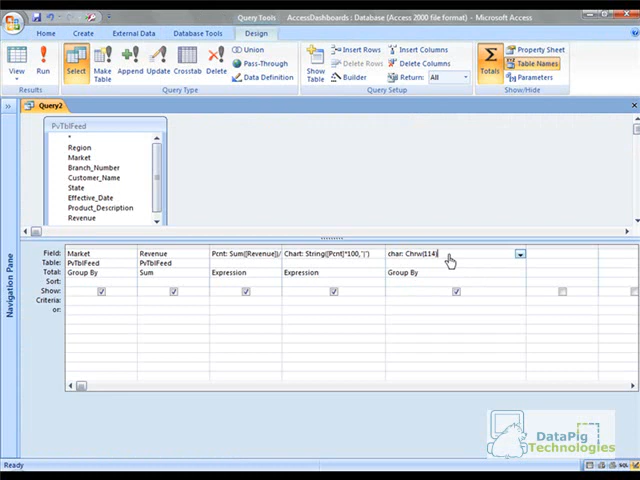 Query Tools
AccessDashboards : Database (Access 2000 file format) - Microsoft Access
Home Create External Data Database Tools Design
View Run Select Make Table Append Update Crosstab Delete
Union
Pass-Through
Data Definition
Show Table
Insert Rows
Delete Rows
Builder
Insert Columns
Delete Columns
Return: All
Totals
Property Sheet
Table Names
Parameters
Results Query Type Query Setup Show/Hide
Query2
PvTblFeed
*
Region
Market
Branch_Number
Customer_Name
State
Effective_Date
Product_Description
Revenue
Navigation Pane
Field: Market Revenue Pcnt: Sum([Revenue])/ Chart: String([Pcnt]*100,"|") char: Chrw(114)
Table: PvTblFeed PvTblFeed
Total: Group By Sum Expression Expression Group By
Sort:
Show:
Criteria:
or:
DataPig
Technologies
Ready
SQL